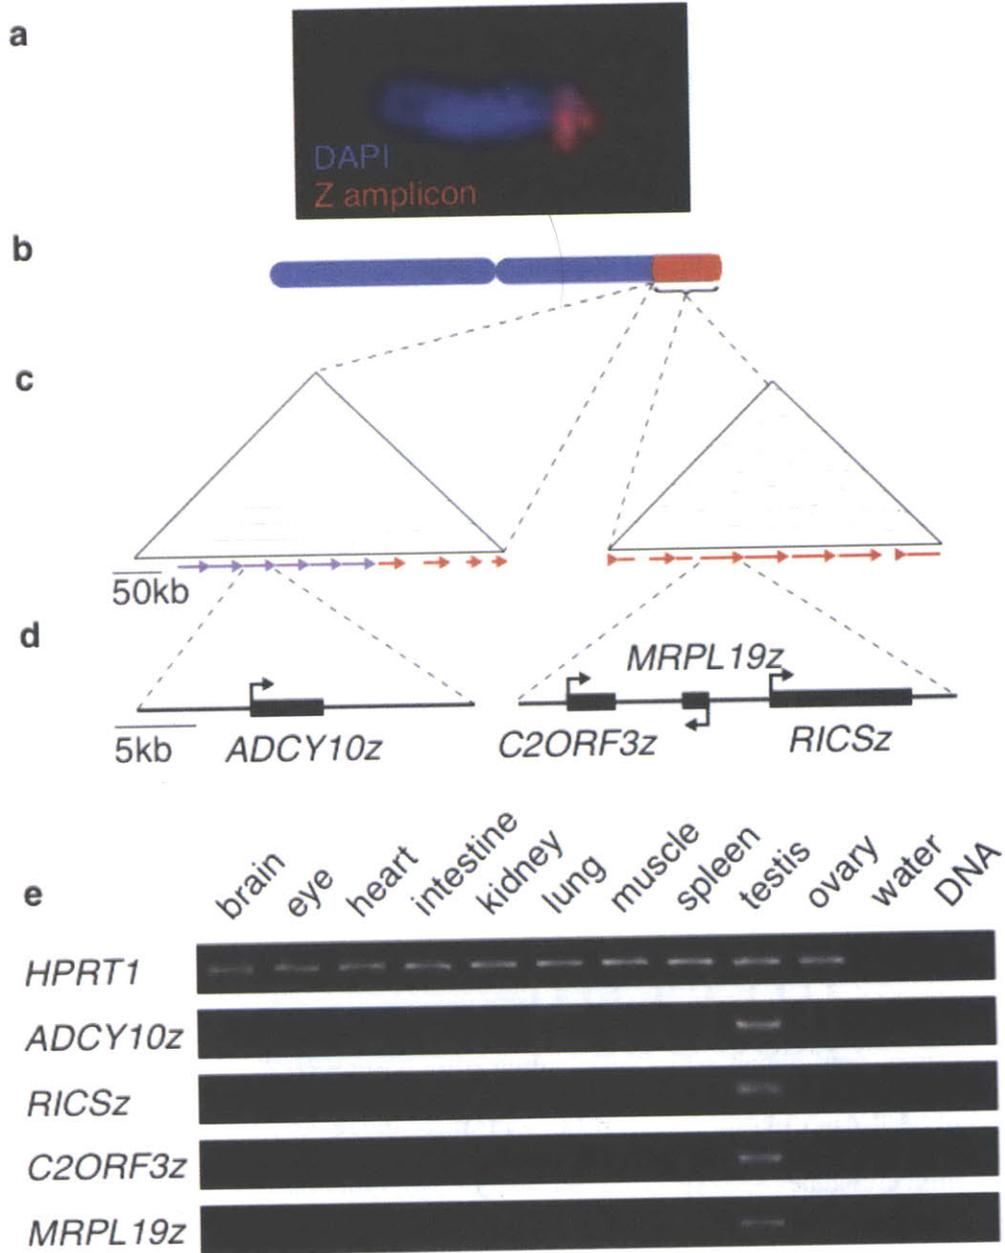 a
DAPI
Z amplicon
b
c
50kb
d
MRPL19z
5kb
ADCY10z
C2ORF3z
RICSz
e
brain eye heart intestine kidney lung muscle spleen testis ovary water DNA
HPRT1
ADCY10z
RICSz
C2ORF3z
MRPL19z